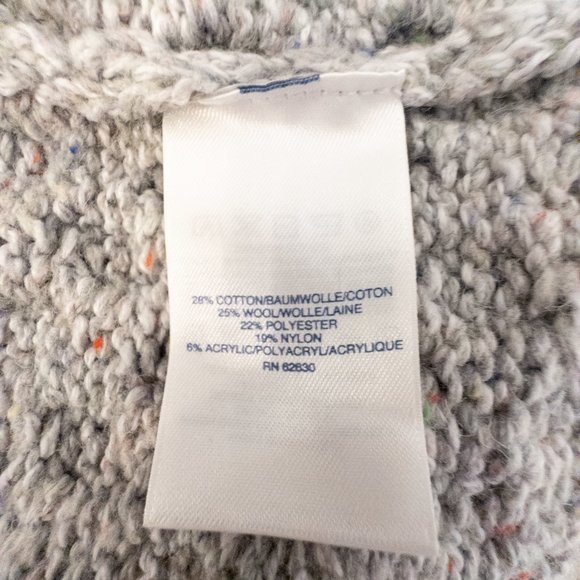 28% COTTON/BAUMWOLLE/COTON
25% WOOL/WOLLE/LAINE
22% POLYESTER
19% NYLON
6% ACRYLIC/POLYACRYL/ACRYLIQUE
RN 62630